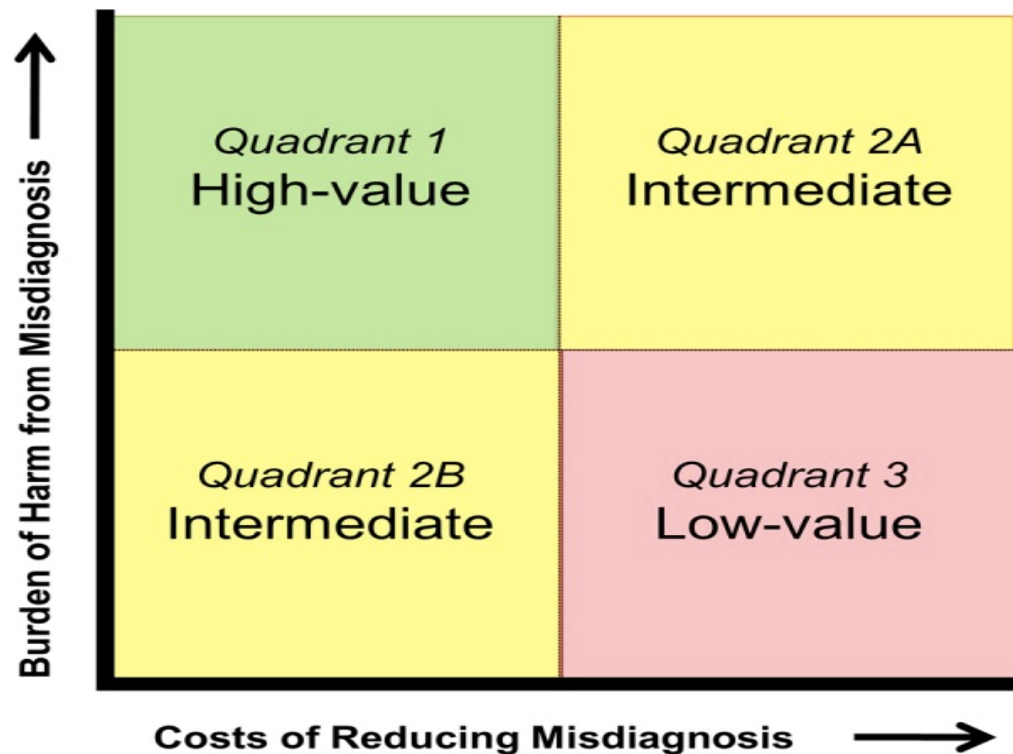 Burden of Harm from Misdiagnosis
Quadrant 1
High-value
Quadrant 2A
Intermediate
Quadrant 2B
Intermediate
Quadrant 3
Low-value
Costs of Reducing Misdiagnosis